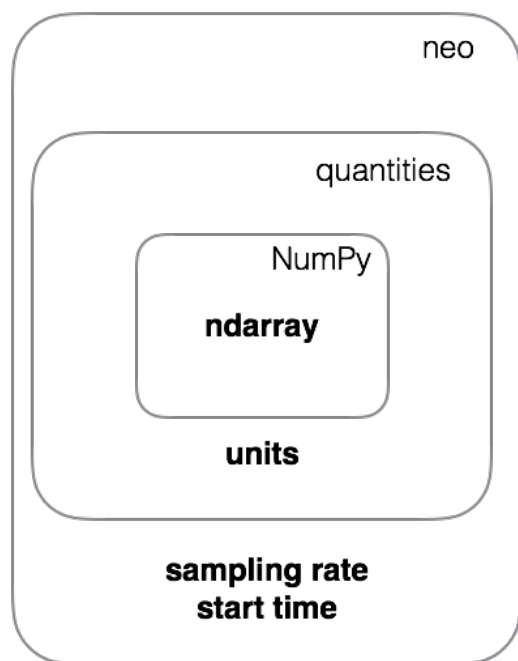 neo
quantities
NumPy
ndarray
units
sampling rate
start time